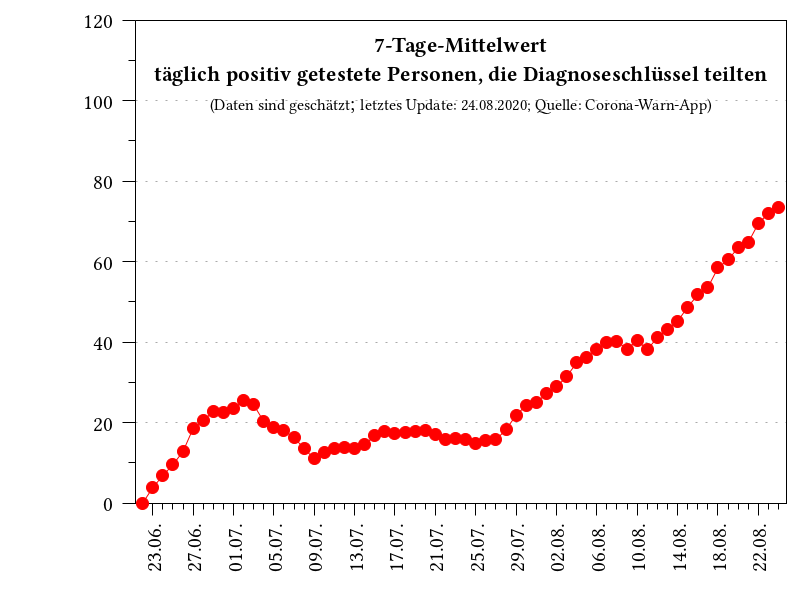 7-Tage-Mittelwert
täglich positiv getestete Personen, die Diagnoseschlüssel teilten
(Daten sind geschätzt; letztes Update: 24.08.2020; Quelle: Corona-Warn-App)
120
100
80
60
40
20
0
23.06. 27.06. 01.07. 05.07. 09.07. 13.07. 17.07. 21.07. 25.07. 29.07. 02.08. 06.08. 10.08. 14.08. 18.08. 22.08.